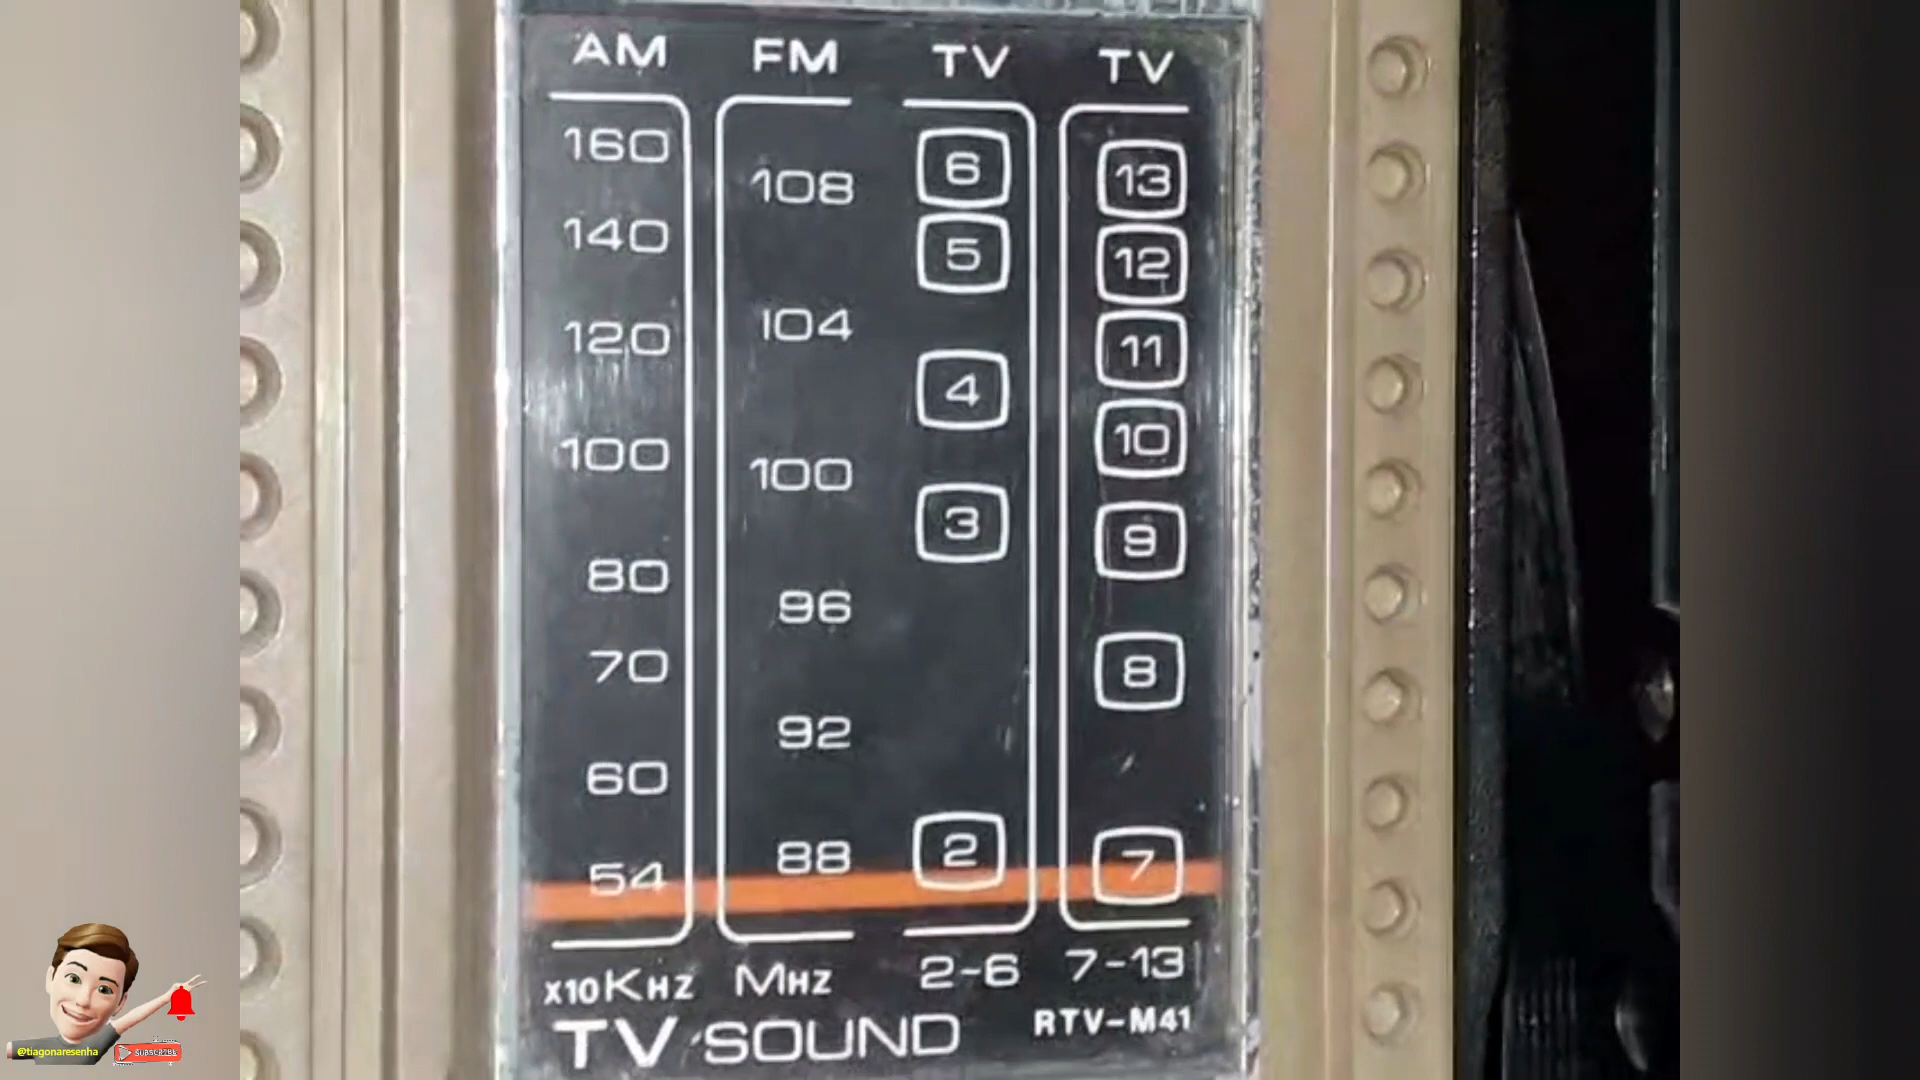 AM FM TV TV
160 108 6 13
140 5 12
120 104 4 11
100 100 3 10
80 96 9
70 92 8
60
54 88 2 7
X10KHZ MHZ 2-6 7-13
TV SOUND RTV-M41
@tiagonaresenha SUBSCRIBE